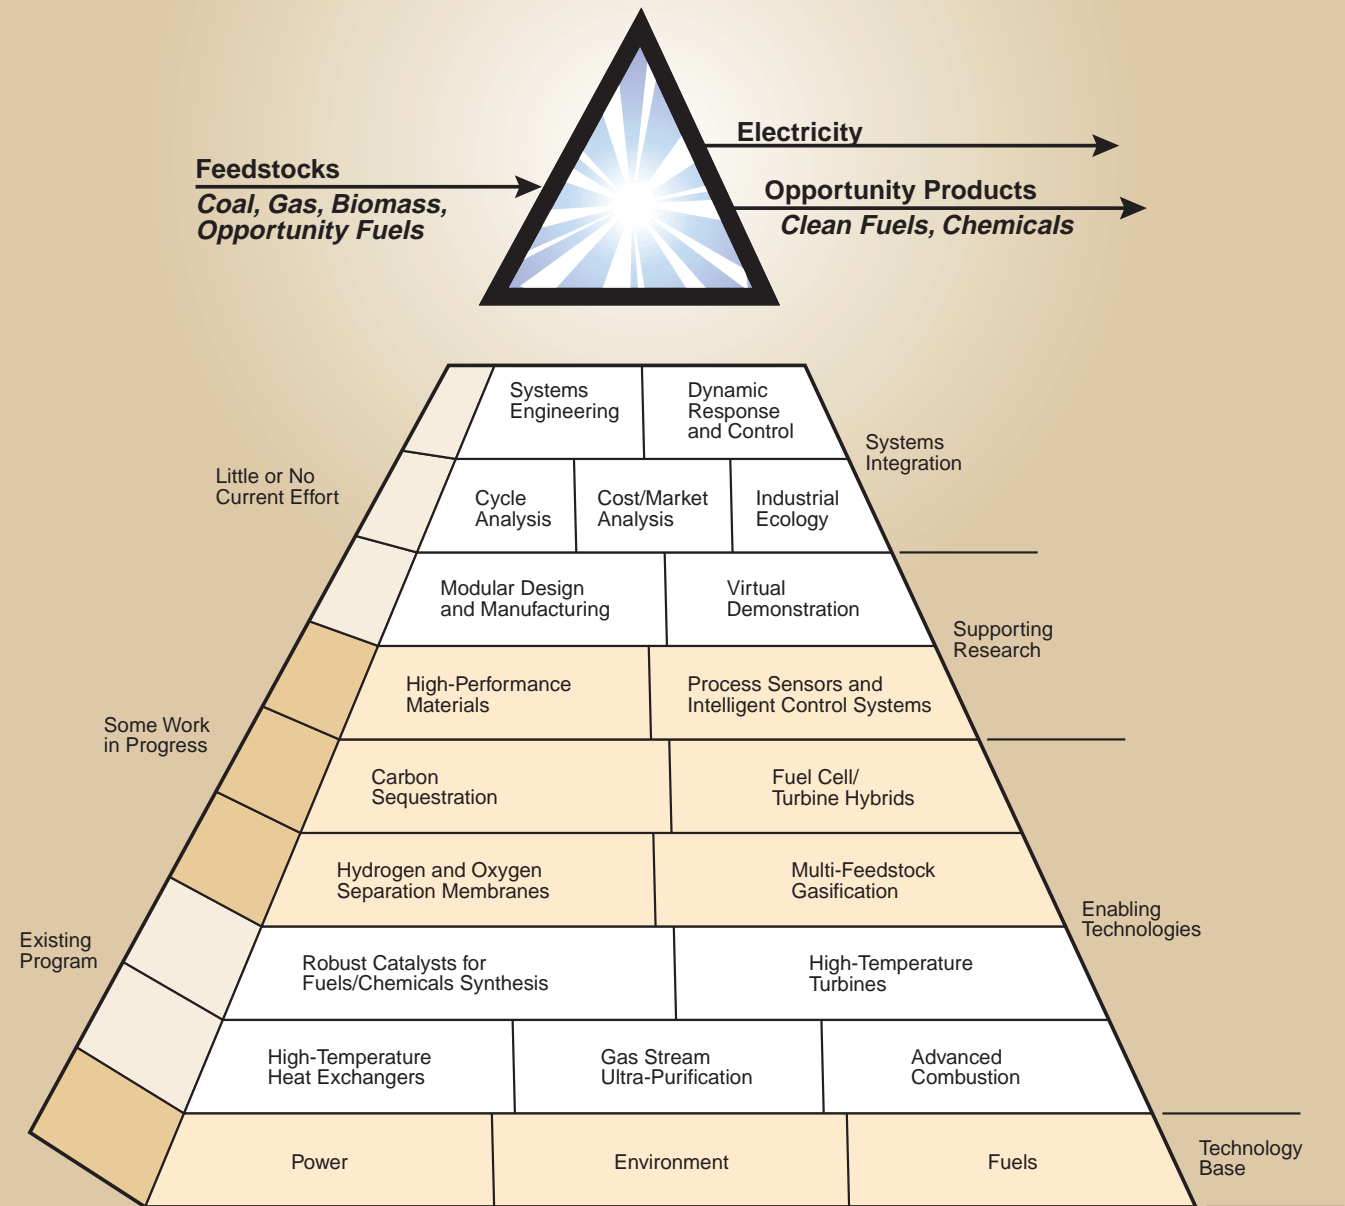 Electricity
Feedstocks
Coal, Gas, Biomass,
Opportunity Fuels
Opportunity Products
Clean Fuels, Chemicals
Systems
Engineering
Dynamic
Response
and Control
Systems
Integration
Little or No
Current Effort
Cycle
Analysis
Cost/Market
Analysis
Industrial
Ecology
Modular Design
and Manufacturing
Virtual
Demonstration
Supporting
Research
High-Performance
Materials
Process Sensors and
Intelligent Control Systems
Some Work
in Progress
Carbon
Sequestration
Fuel Cell/
Turbine Hybrids
Hydrogen and Oxygen
Separation Membranes
Multi-Feedstock
Gasification
Enabling
Technologies
Existing
Program
Robust Catalysts for
Fuels/Chemicals Synthesis
High-Temperature
Turbines
High-Temperature
Heat Exchangers
Gas Stream
Ultra-Purification
Advanced
Combustion
Power
Environment
Fuels
Technology
Base